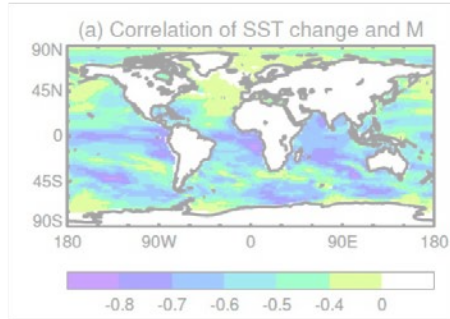 (a) Correlation of SST change and M
90N
45N
0
45S
90S
180 90W 0 90E 180
-0.8 -0.7 -0.6 -0.5 -0.4 0